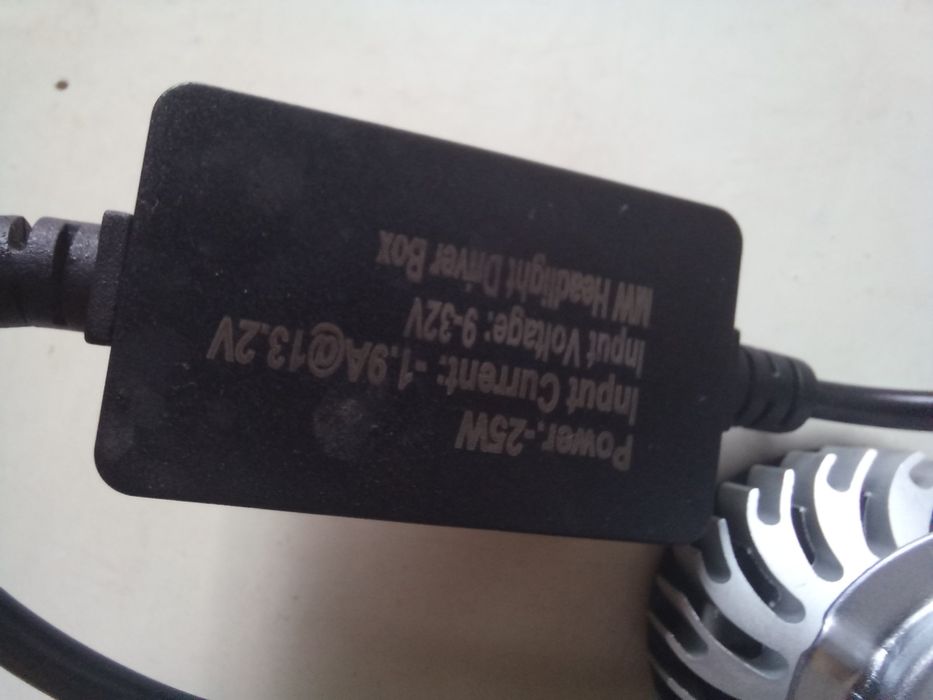 MW Headlight Driver Box
Input Voltage: 9-32V
Input Current: -1.9A@13.2V
Power:-25W